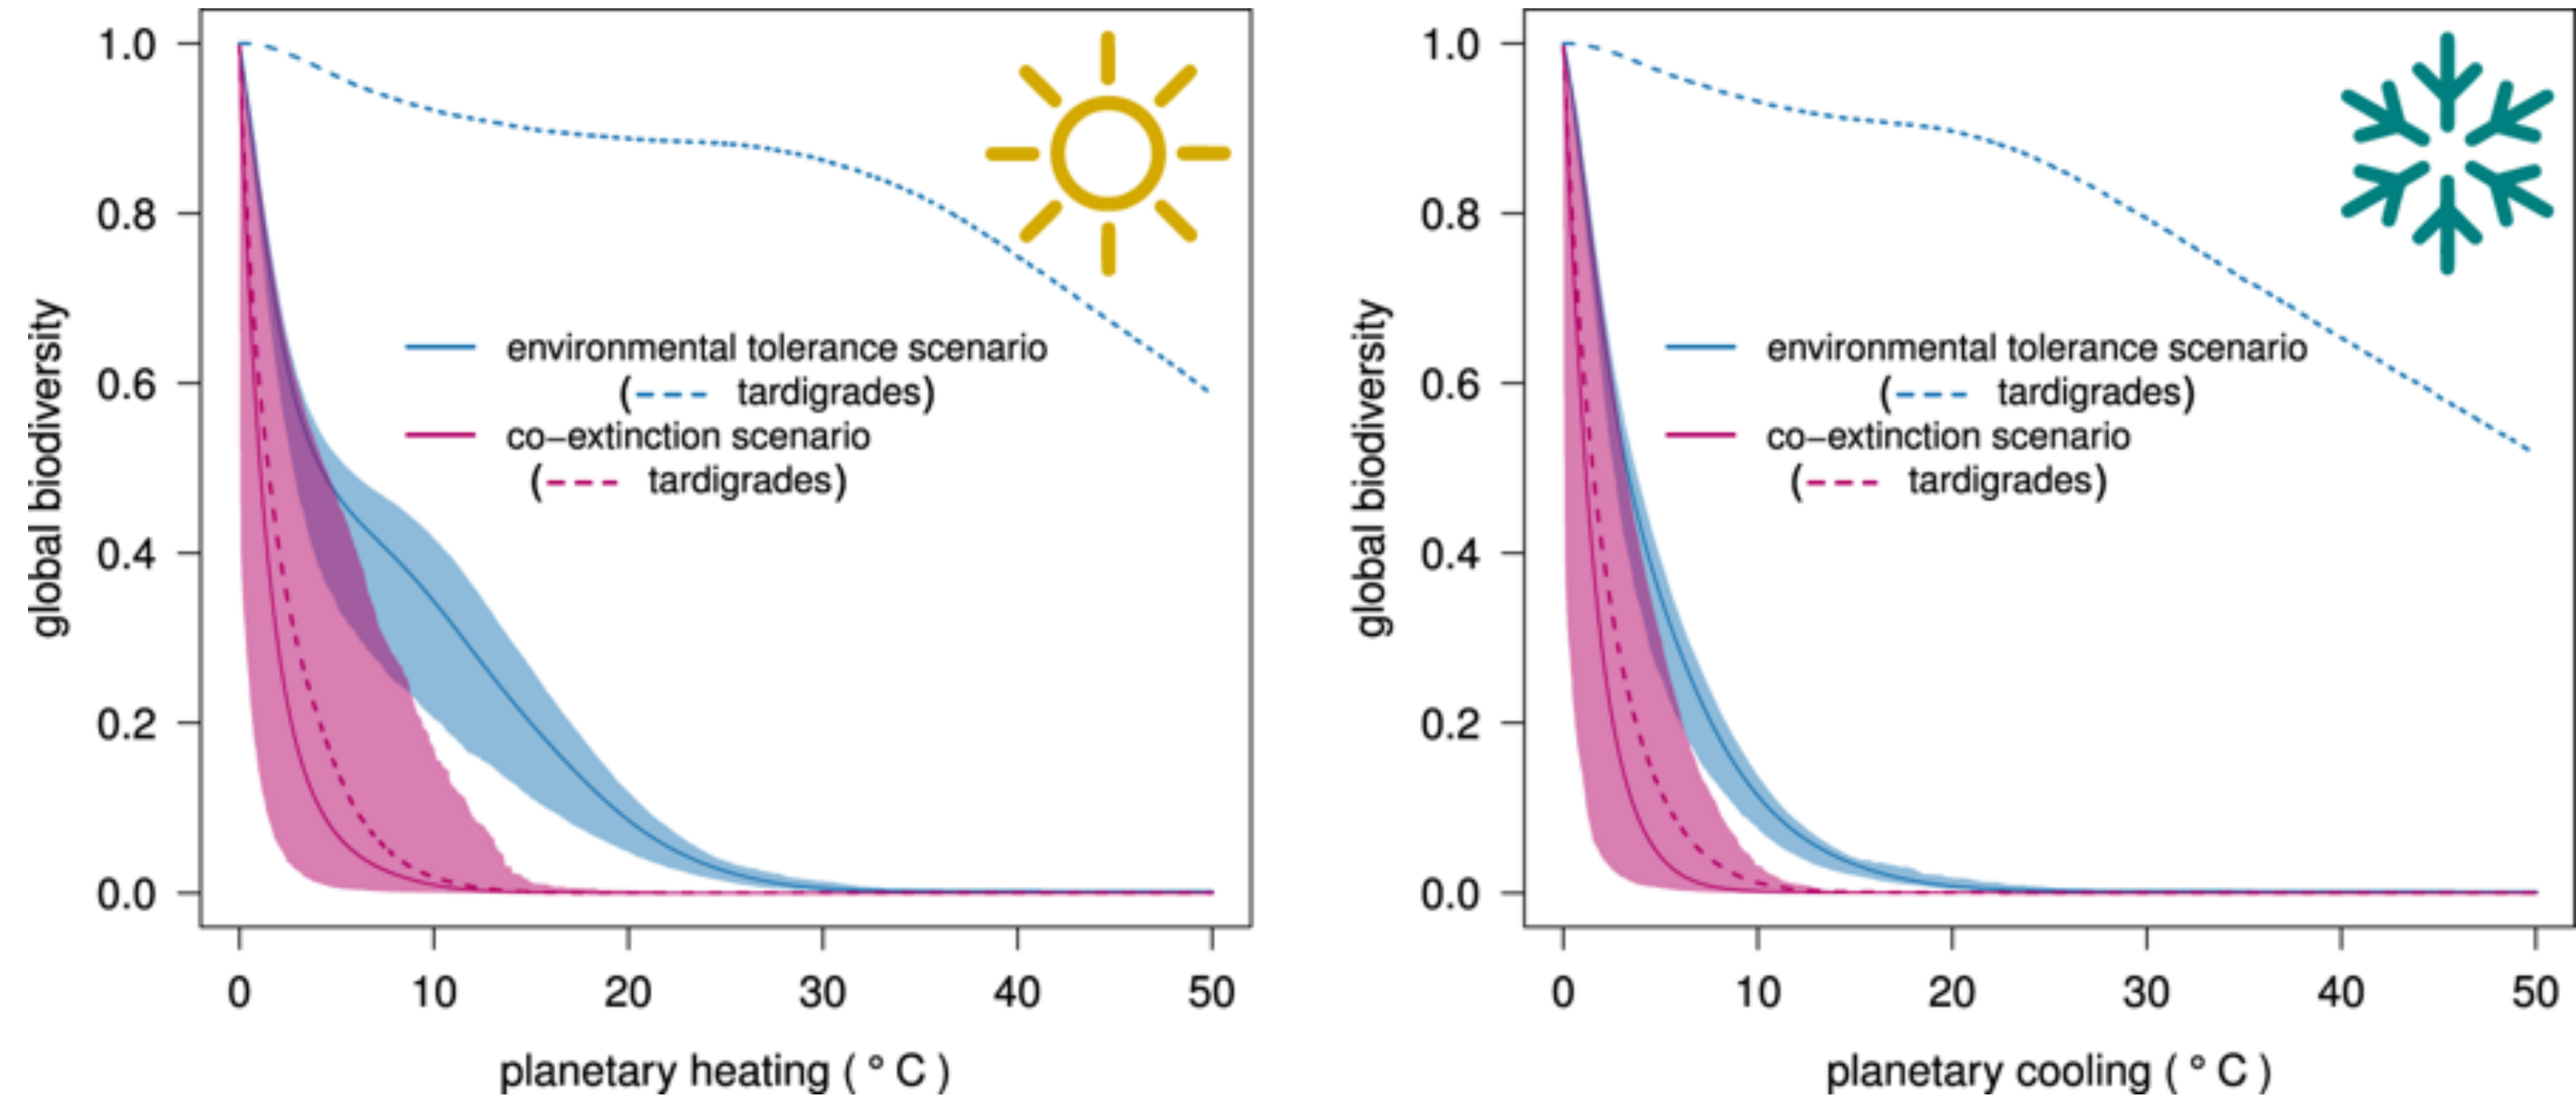 global biodiversity
1.0
0.8
0.6
0.4
0.2
0.0
environmental tolerance scenario
(--- tardigrades)
co–extinction scenario
(--- tardigrades)
0 10 20 30 40 50
planetary heating ( ° C )
global biodiversity
1.0
0.8
0.6
0.4
0.2
0.0
environmental tolerance scenario
(--- tardigrades)
co–extinction scenario
(--- tardigrades)
0 10 20 30 40 50
planetary cooling ( ° C )